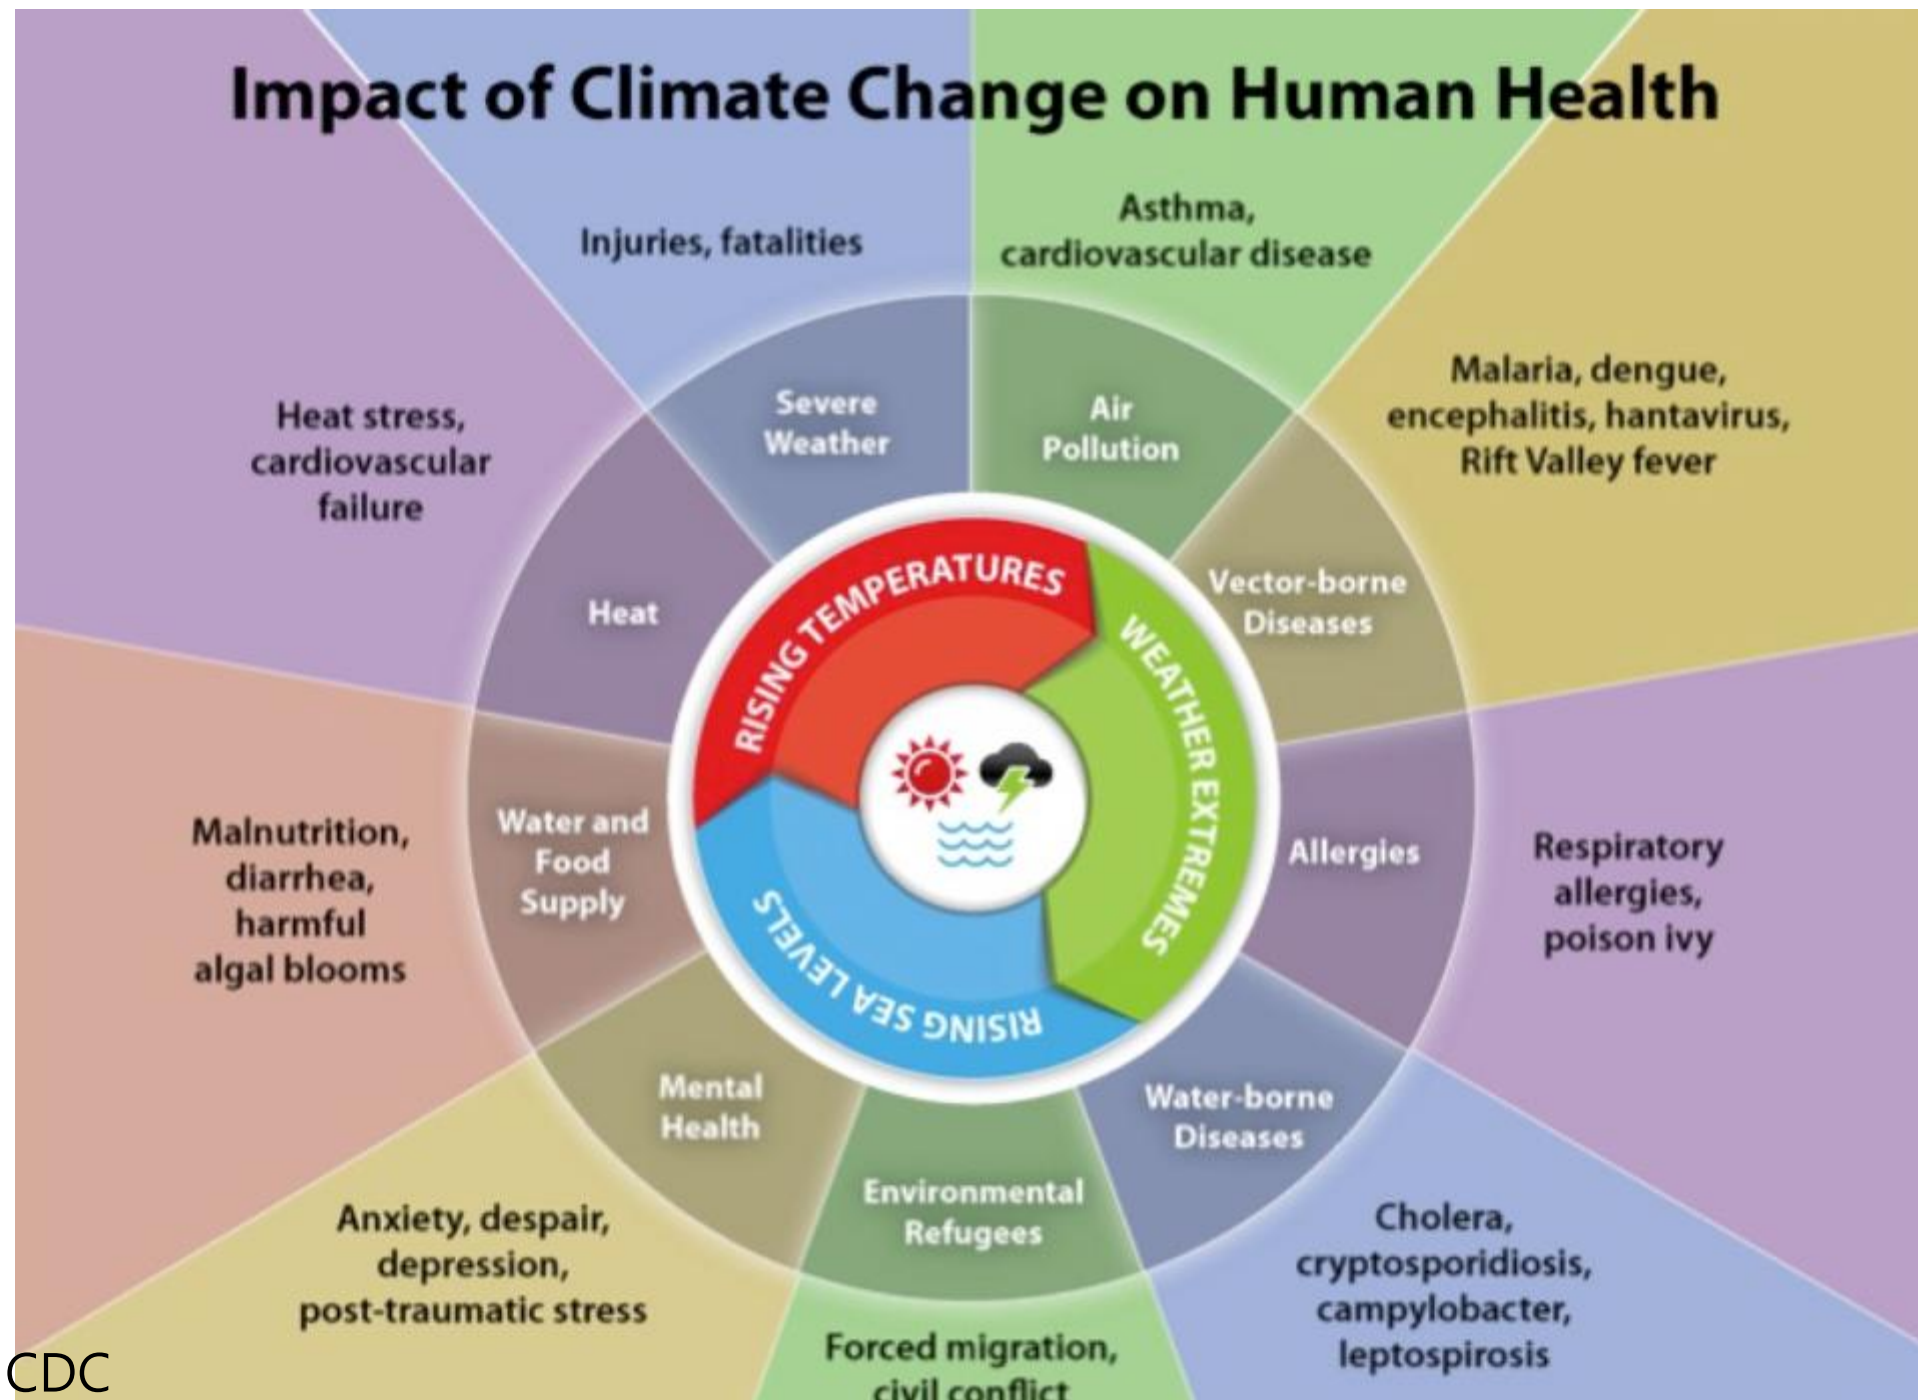 Impact of Climate Change on Human Health
Injuries, fatalities
Asthma,
cardiovascular disease
Malaria, dengue,
encephalitis, hantavirus,
Rift Valley fever
Heat stress,
cardiovascular
failure
Severe
Weather
Air
Pollution
Vector-borne
Diseases
Heat
RISING TEMPERATURES
WEATHER EXTREMES
RISING SEA LEVELS
Allergies
Respiratory
allergies,
poison ivy
Water and
Food
Supply
Malnutrition,
diarrhea,
harmful
algal blooms
Mental
Health
Water-borne
Diseases
Environmental
Refugees
Anxiety, despair,
depression,
post-traumatic stress
Cholera,
cryptosporidiosis,
campylobacter,
leptospirosis
Forced migration,
civil conflict
CDC